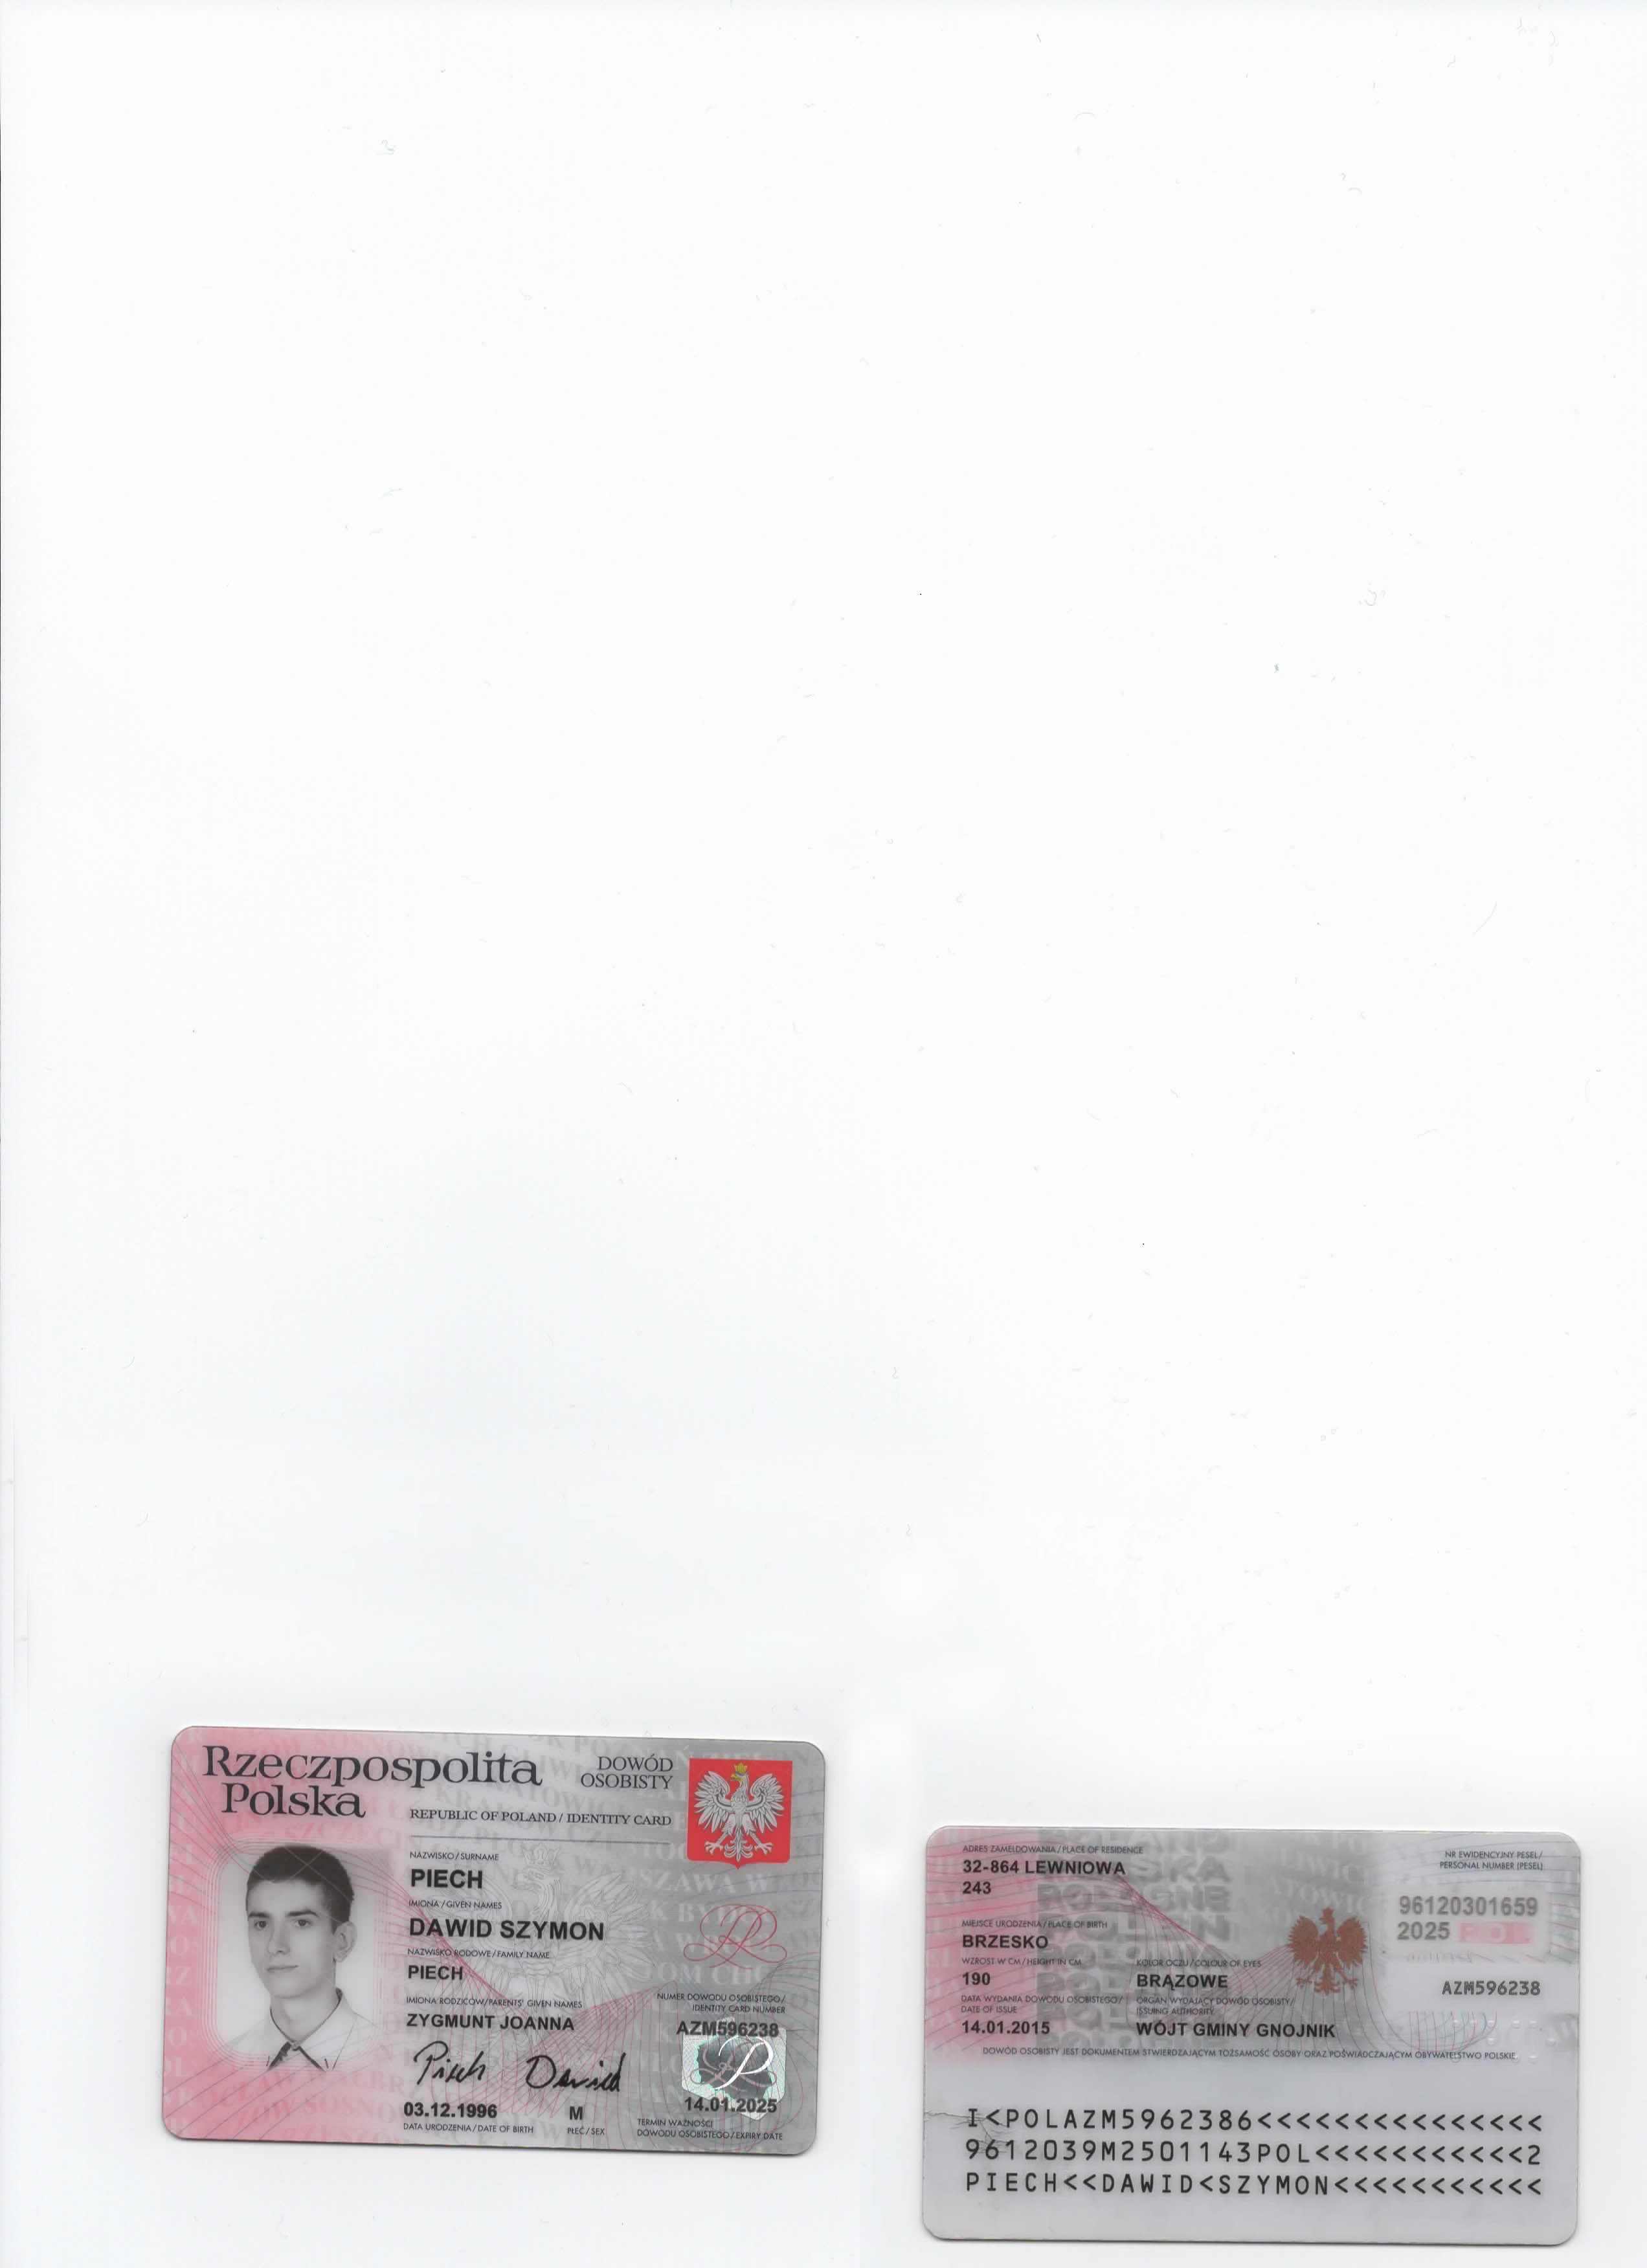 Rzeczpospolita
Polska
DOWÓD
OSOBISTY
REPUBLIC OF POLAND / IDENTITY CARD
NAZWISKO / SURNAME
PIECH
IMIONA / GIVEN NAMES
DAWID SZYMON
NAZWISKO RODOWE / FAMILY NAME
PIECH
IMIONA RODZICÓW/PARENTS' GIVEN NAMES
ZYGMUNT JOANNA
NUMER DOWODU OSOBISTEGO/
IDENTITY CARD NUMBER
AZM596238
Piech Dawid
03.12.1996
DATA URODZENIA / DATE OF BIRTH
M
PŁEĆ / SEX
14.01.2025
TERMIN WAŻNOŚCI
DOWODU OSOBISTEGO / EXPIRY DATE
ADRES ZAMELDOWANIA / PLACE OF RESIDENCE
32-864 LEWNIOWA
243
NR EWIDENCYJNY PESEL/
PERSONAL NUMBER (PESEL)
96120301659
2025 POL
MIEJSCE URODZENIA / PLACE OF BIRTH
BRZESKO
WZROST W CM / HEIGHT IN CM
190
KOLOR OCZU / COLOUR OF EYES
BRĄZOWE
AZM596238
DATA WYDANIA DOWODU OSOBISTEGO/
DATE OF ISSUE
14.01.2015
ORGAN WYDAJĄCY DOWÓD OSOBISTY/
ISSUING AUTHORITY
WÓJT GMINY GNOJNIK
DOWÓD OSOBISTY JEST DOKUMENTEM STWIERDZAJĄCYM TOŻSAMOŚĆ OSOBY ORAZ POŚWIADCZAJĄCYM OBYWATELSTWO POLSKIE
I<POLAZM5962386<<<<<<<<<<<<<<<
9612039M2501143POL<<<<<<<<<<<2
PIECH<<DAWID<SZYMON<<<<<<<<<<<